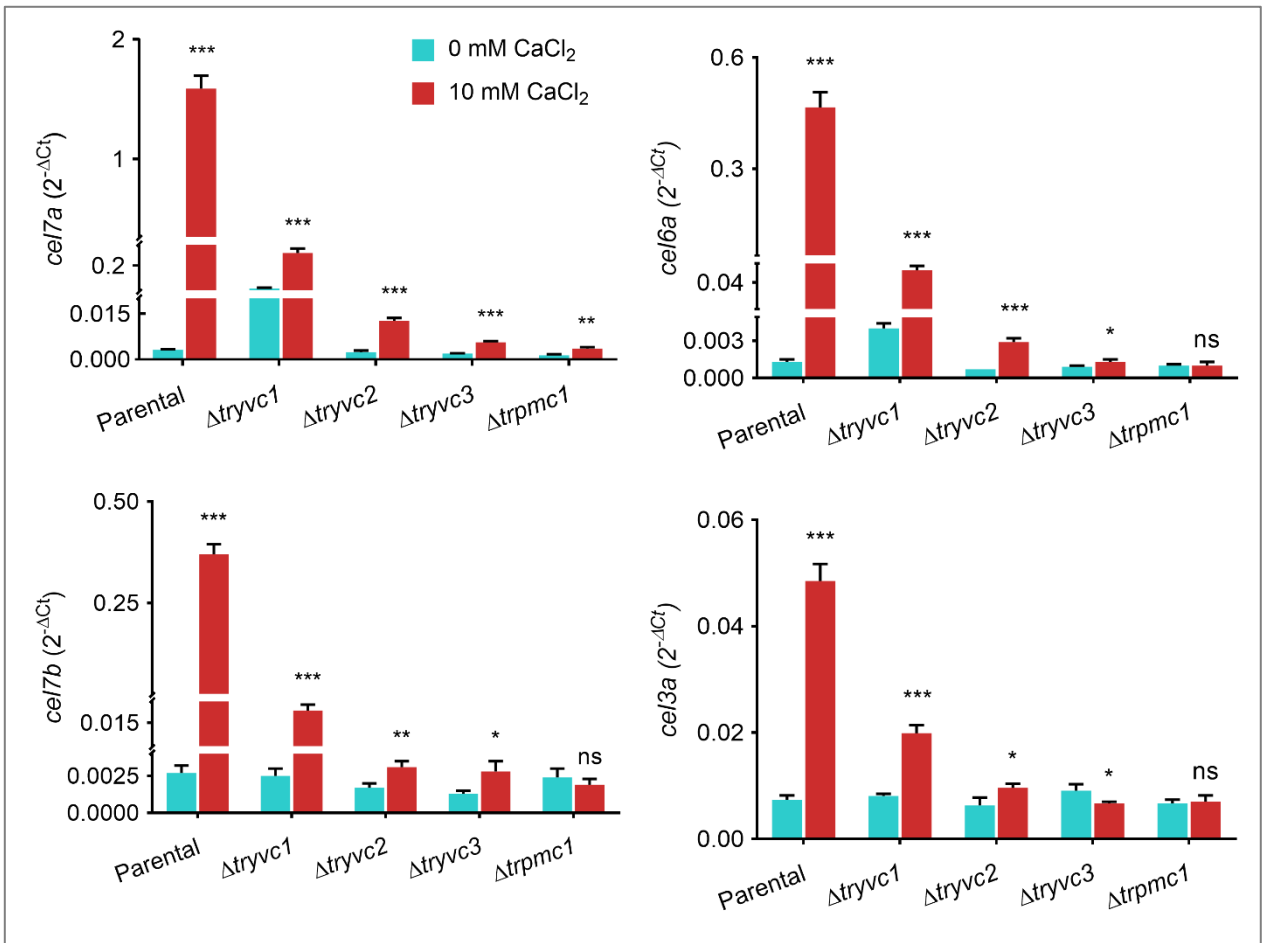 0 mM CaCl₂
10 mM CaCl₂
cel7a (2^-ΔCt)
2
1
0.2
0.015
0.000
***
***
***
***
**
Parental
Δtryvc1
Δtryvc2
Δtryvc3
Δtrpmc1
cel6a (2^-ΔCt)
0.6
0.3
0.04
0.003
0.000
***
***
***
*
ns
Parental
Δtryvc1
Δtryvc2
Δtryvc3
Δtrpmc1
cel7b (2^-ΔCt)
0.50
0.25
0.015
0.0025
0.0000
***
***
**
*
ns
Parental
Δtryvc1
Δtryvc2
Δtryvc3
Δtrpmc1
cel3a (2^-ΔCt)
0.06
0.04
0.02
0.00
***
***
*
*
ns
Parental
Δtryvc1
Δtryvc2
Δtryvc3
Δtrpmc1